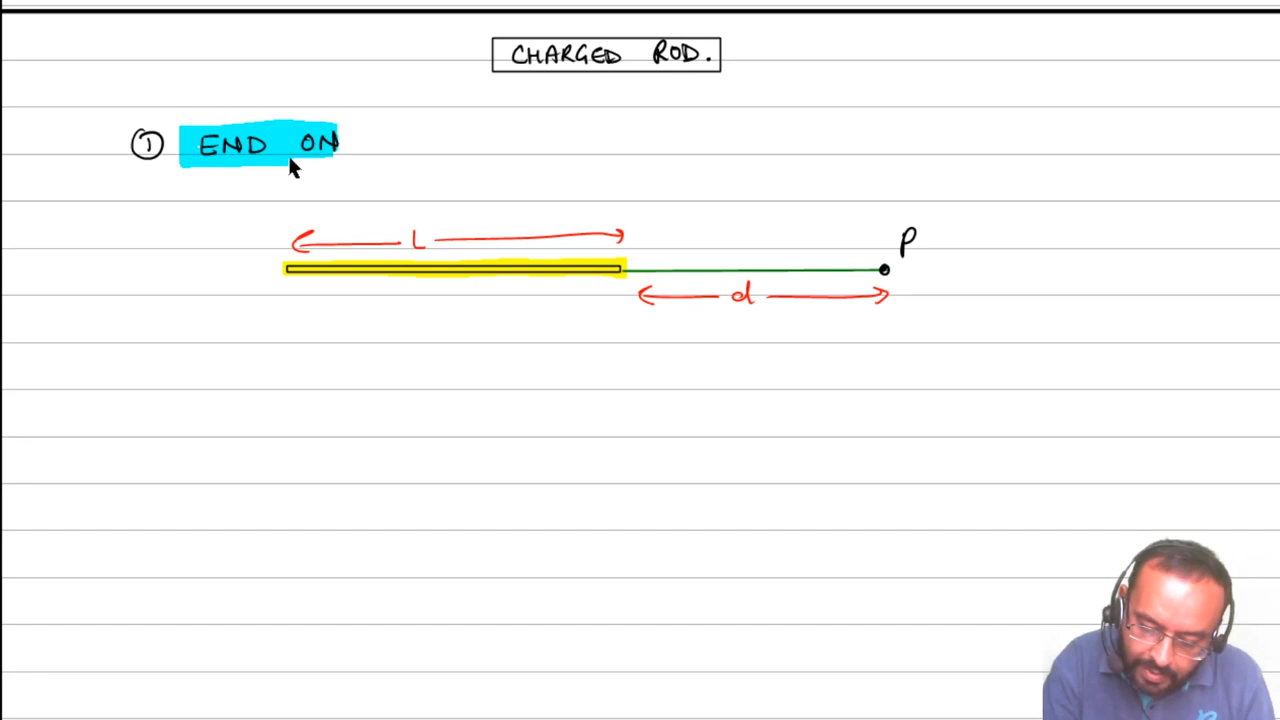 CHARGED ROD.
① END ON
L
P
d